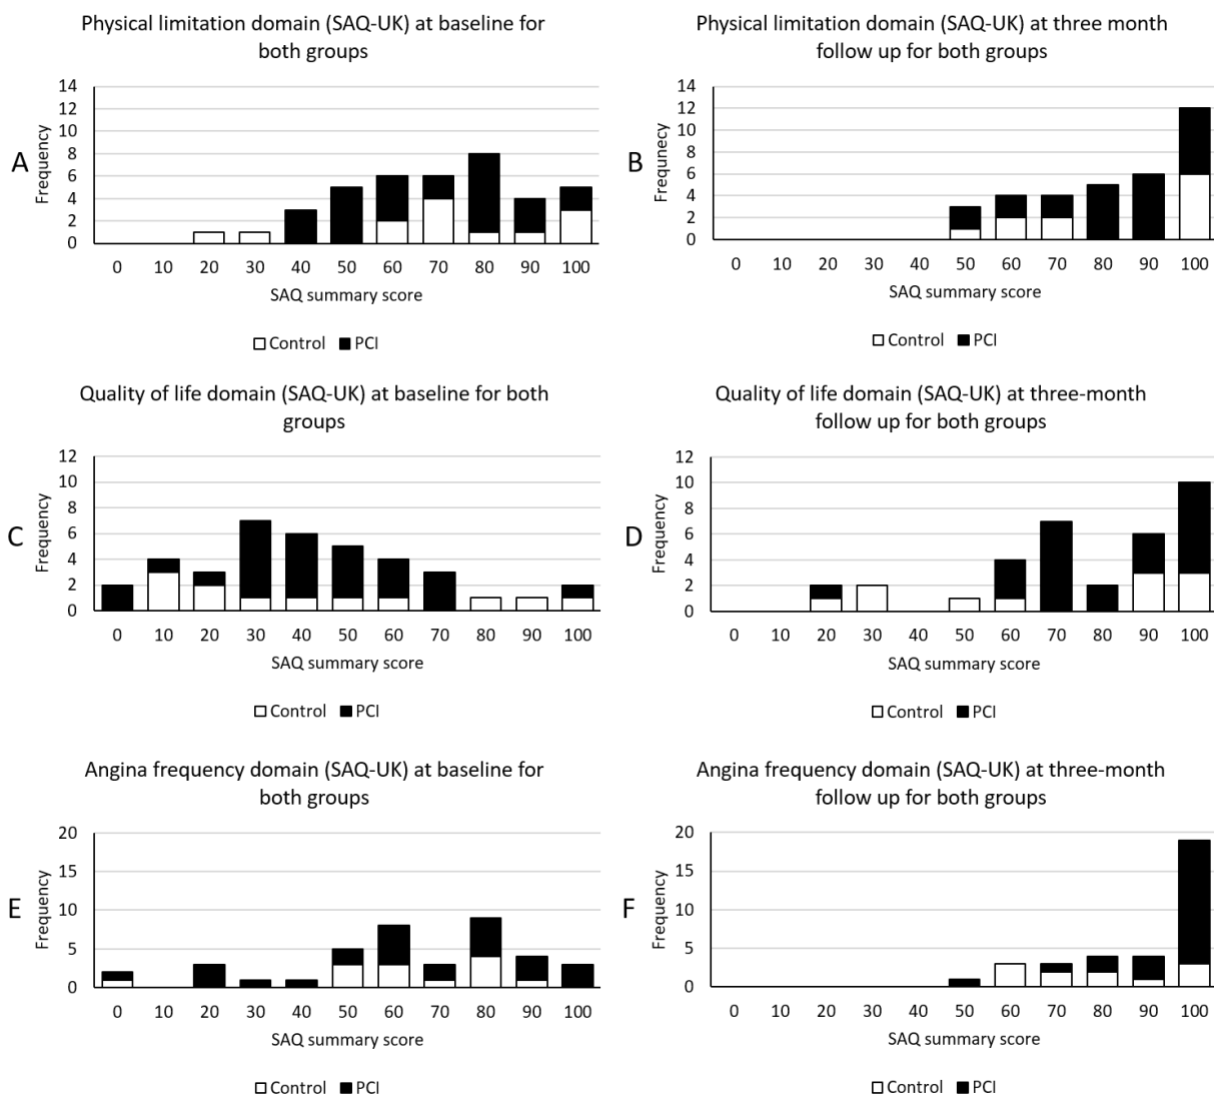 Physical limitation domain (SAQ-UK) at baseline for
both groups
14
12
10
8
6
4
2
0
Frequency
A
0 10 20 30 40 50 60 70 80 90 100
SAQ summary score
Control PCI
Physical limitation domain (SAQ-UK) at three month
follow up for both groups
14
12
10
8
6
4
2
0
Frequnecy
B
0 10 20 30 40 50 60 70 80 90 100
SAQ summary score
Control PCI
Quality of life domain (SAQ-UK) at baseline for both
groups
12
10
8
6
4
2
0
Frequency
C
0 10 20 30 40 50 60 70 80 90 100
SAQ summary score
Control PCI
Quality of life domain (SAQ-UK) at three-month
follow up for both groups
12
10
8
6
4
2
0
Frequency
D
0 10 20 30 40 50 60 70 80 90 100
SAQ summary score
Control PCI
Angina frequency domain (SAQ-UK) at baseline for
both groups
20
15
10
5
0
Frequency
E
0 10 20 30 40 50 60 70 80 90 100
SAQ summary score
Control PCI
Angina frequency domain (SAQ-UK) at three-month
follow up for both groups
20
15
10
5
0
Frequency
F
0 10 20 30 40 50 60 70 80 90 100
SAQ summary score
Control PCI